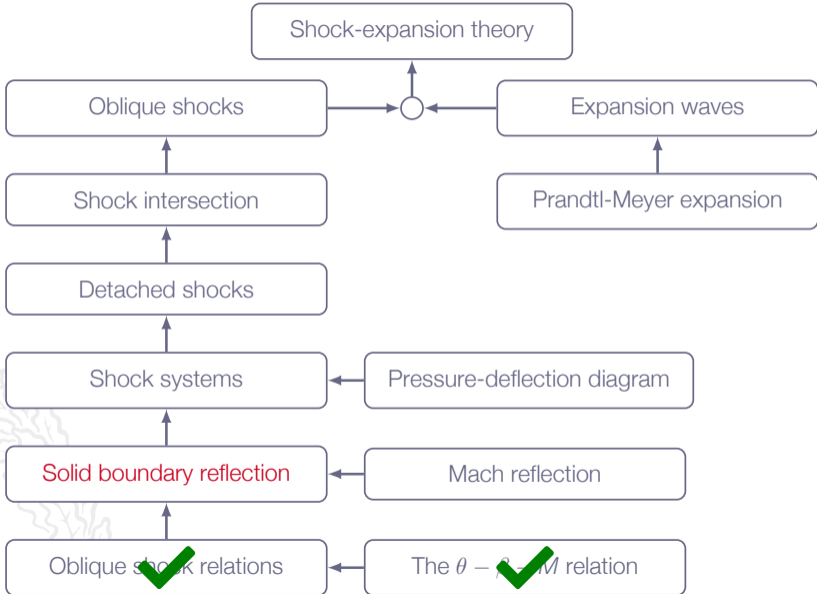 Shock-expansion theory
Oblique shocks
Expansion waves
Shock intersection
Prandtl-Meyer expansion
Detached shocks
Shock systems
Pressure-deflection diagram
Solid boundary reflection
Mach reflection
Oblique shock relations
The θ − β − M relation